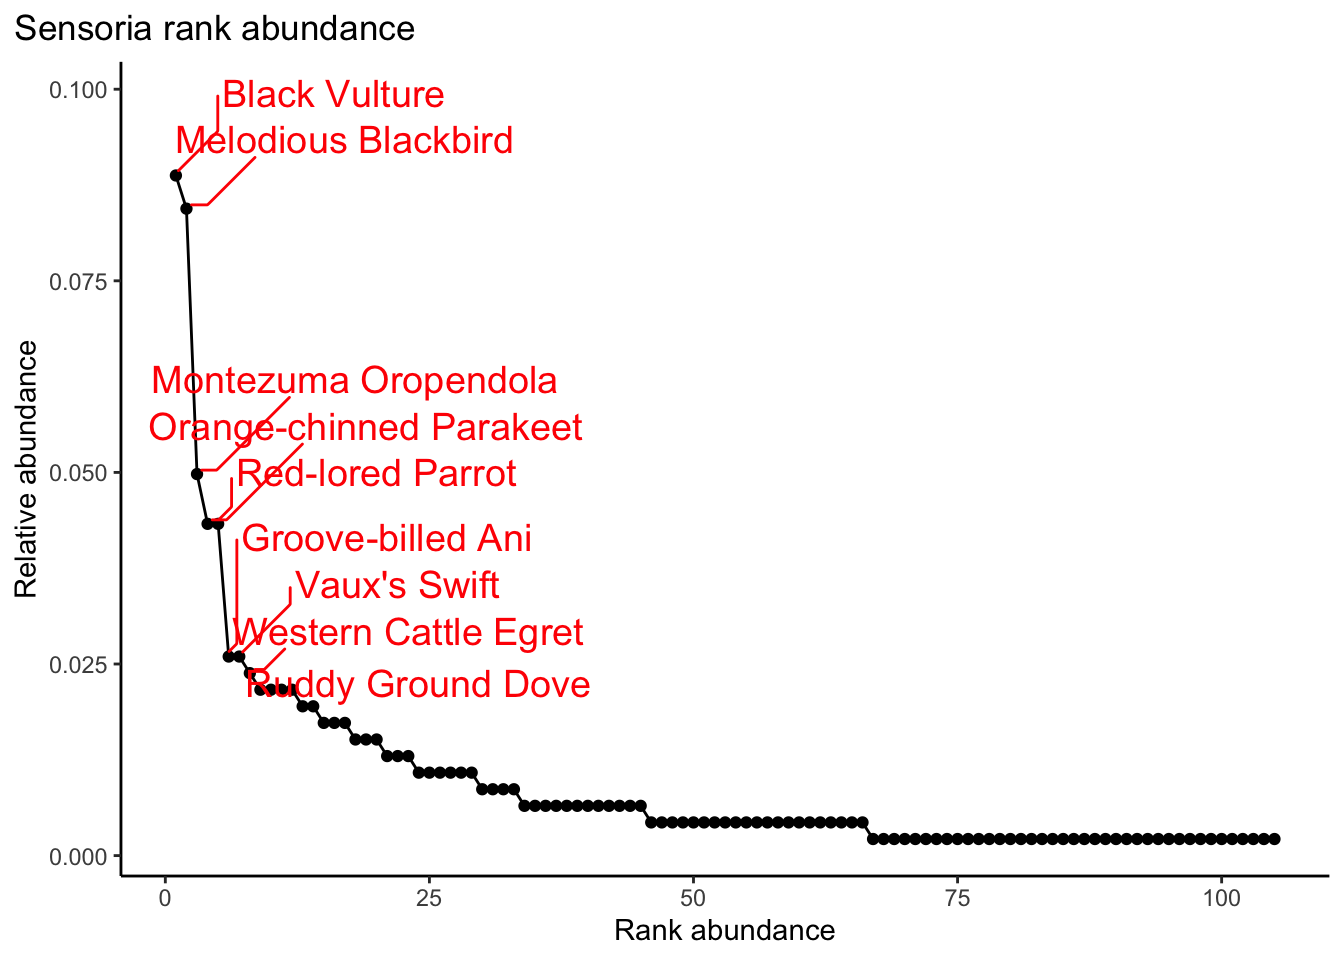 Sensoria rank abundance
0.100
0.075
0.050
0.025
0.000
Relative abundance
Black Vulture
Melodious Blackbird
Montezuma Oropendola
Orange-chinned Parakeet
Red-lored Parrot
Groove-billed Ani
Vaux's Swift
Western Cattle Egret
Ruddy Ground Dove
0 25 50 75 100
Rank abundance